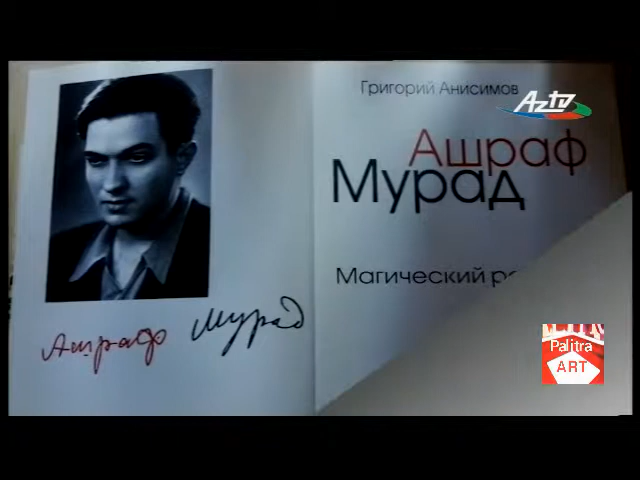 Григорий Анисимов
AZTV
Ашраф
Мурад
Магический
Ашраф Мурад
Palitra
ART